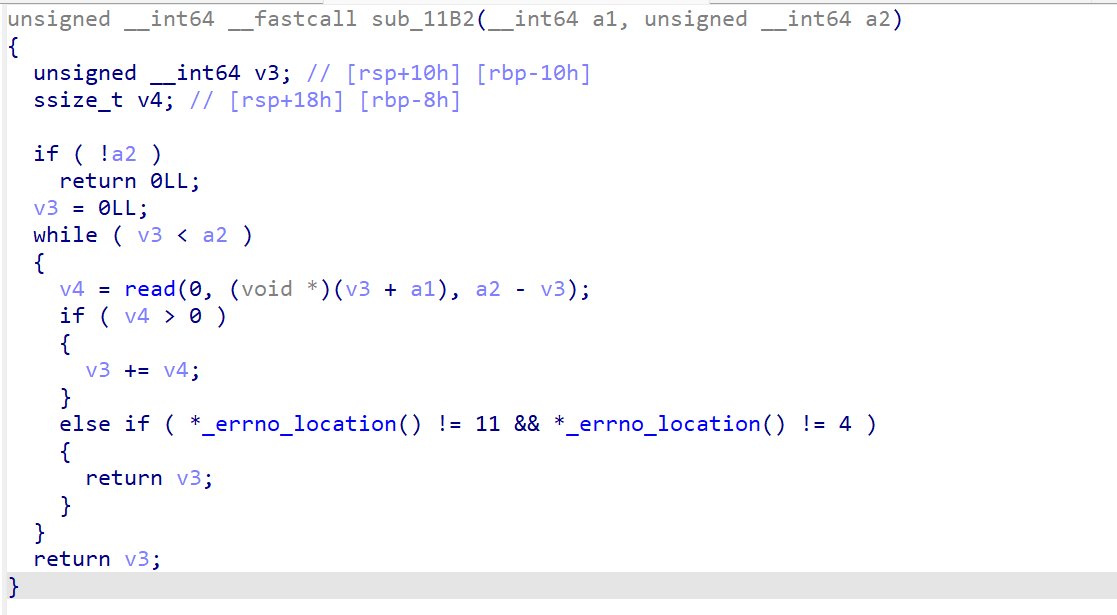 unsigned __int64 __fastcall sub_11B2(__int64 a1, unsigned __int64 a2)
{
  unsigned __int64 v3; // [rsp+10h] [rbp-10h]
  ssize_t v4; // [rsp+18h] [rbp-8h]

  if ( !a2 )
    return 0LL;
  v3 = 0LL;
  while ( v3 < a2 )
  {
    v4 = read(0, (void *)(v3 + a1), a2 - v3);
    if ( v4 > 0 )
    {
      v3 += v4;
    }
    else if ( *_errno_location() != 11 && *_errno_location() != 4 )
    {
      return v3;
    }
  }
  return v3;
}